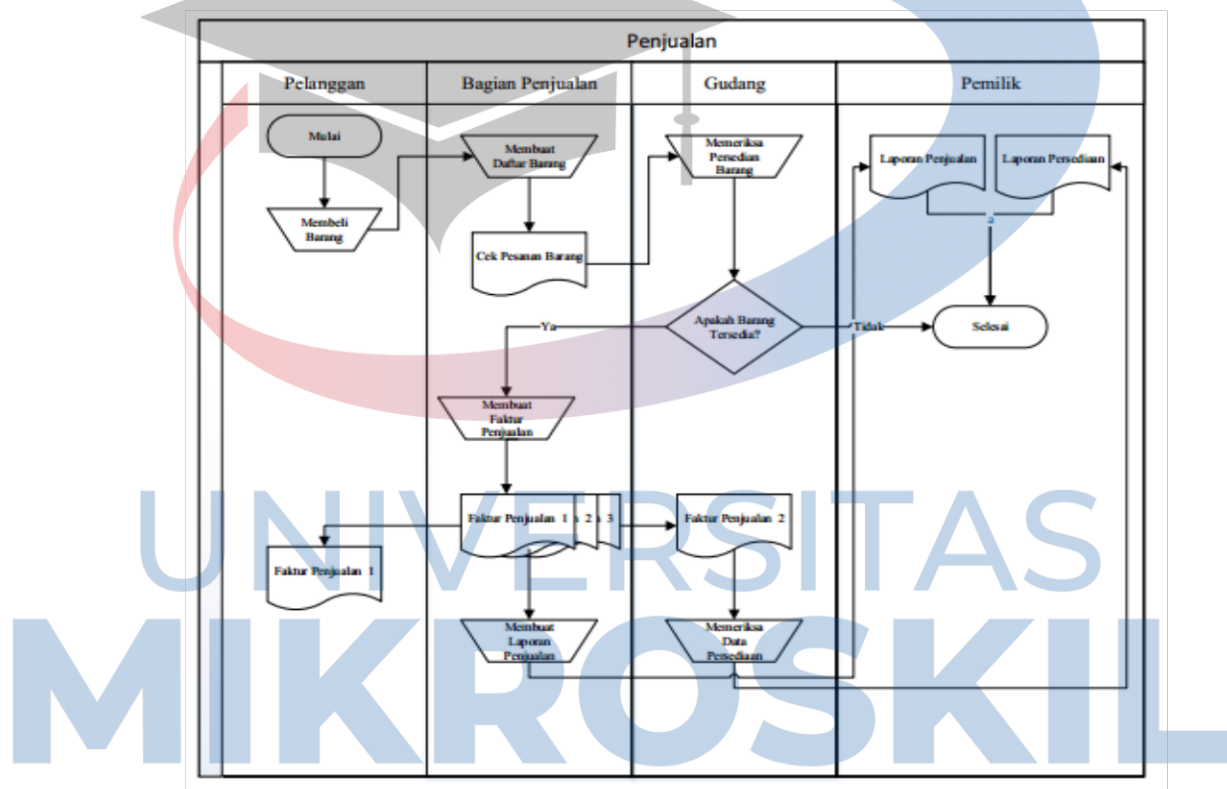 Penjualan
Pelanggan
Bagian Penjualan
Gudang
Pemilik
Mulai
Membuat
Daftar Barang
Memeriksa
Persedian
Barang
Laporan Penjualan
Laporan Persediaan
Membeli
Barang
a
Cek Pesanan Barang
Apakah Barang
Tersedia?
Ya
Tidak
Selesai
Membuat
Faktur
Penjualan
Faktur Penjualan 1
2
3
Faktur Penjualan 2
Faktur Penjualan 1
Membuat
Laporan
Penjualan
Memeriksa
Data
Persediaan
UNIVERSITAS
MIKROSKIL